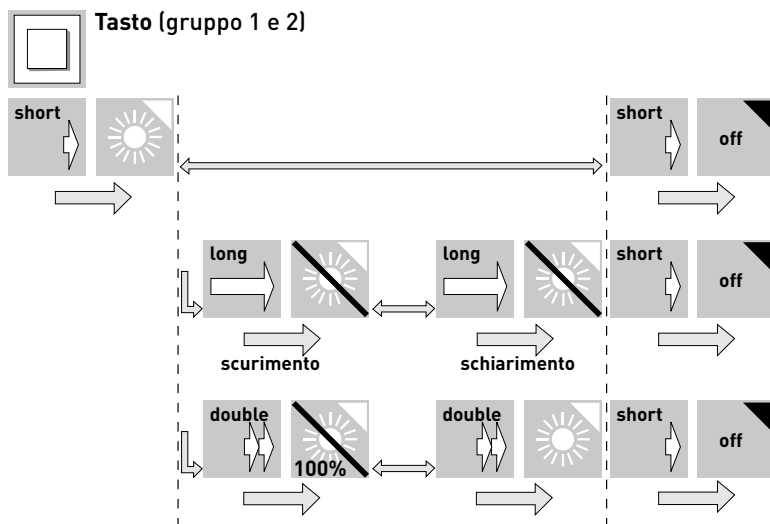 Tasto (gruppo 1 e 2)
short
short
off
long
long
short
off
scurimento
schiarimento
double
100%
double
short
off